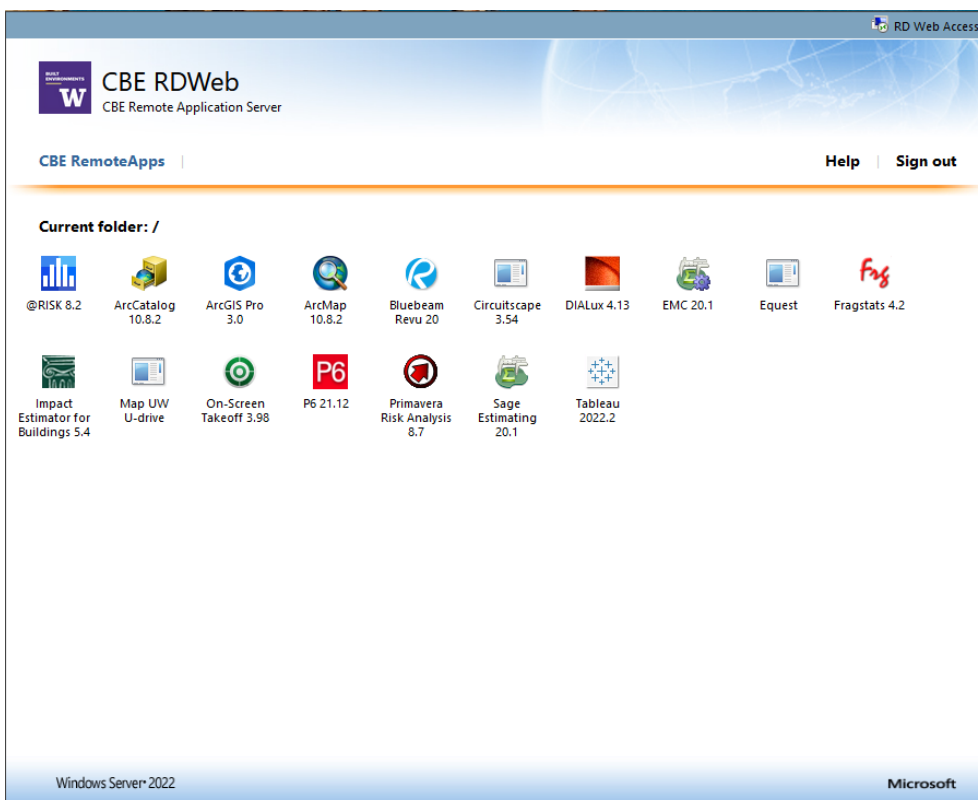 RD Web Access
BUILT
ENVIRONMENTS
W
CBE RDWeb
CBE Remote Application Server
CBE RemoteApps
Help
Sign out
Current folder: /
@RISK 8.2
ArcCatalog
10.8.2
ArcGIS Pro
3.0
ArcMap
10.8.2
Bluebeam
Revu 20
Circuitscape
3.54
DIALux 4.13
EMC 20.1
Equest
Frg
Fragstats 4.2
Impact
Estimator for
Buildings 5.4
Map UW
U-drive
On-Screen
Takeoff 3.98
P6
P6 21.12
Primavera
Risk Analysis
8.7
Sage
Estimating
20.1
Tableau
2022.2
Windows Server 2022
Microsoft